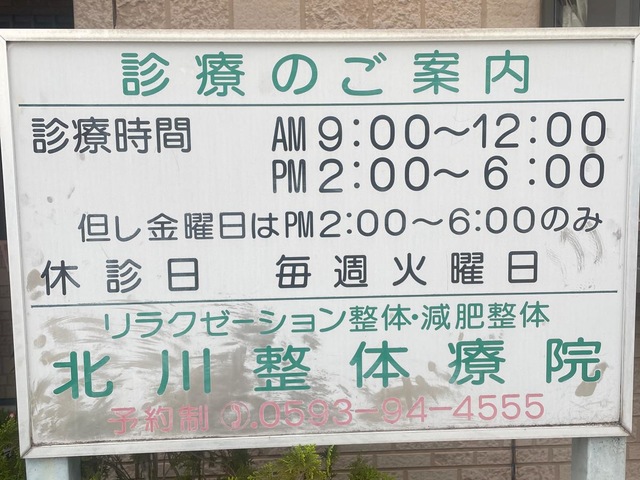 診療のご案内
診療時間 AM 9:00〜12:00
PM 2:00〜6:00
但し金曜日はPM2:00〜6:00のみ
休診日 毎週火曜日
リラクゼーション整体・減肥整体
北川整体療院
予約制 ☎.0593-94-4555